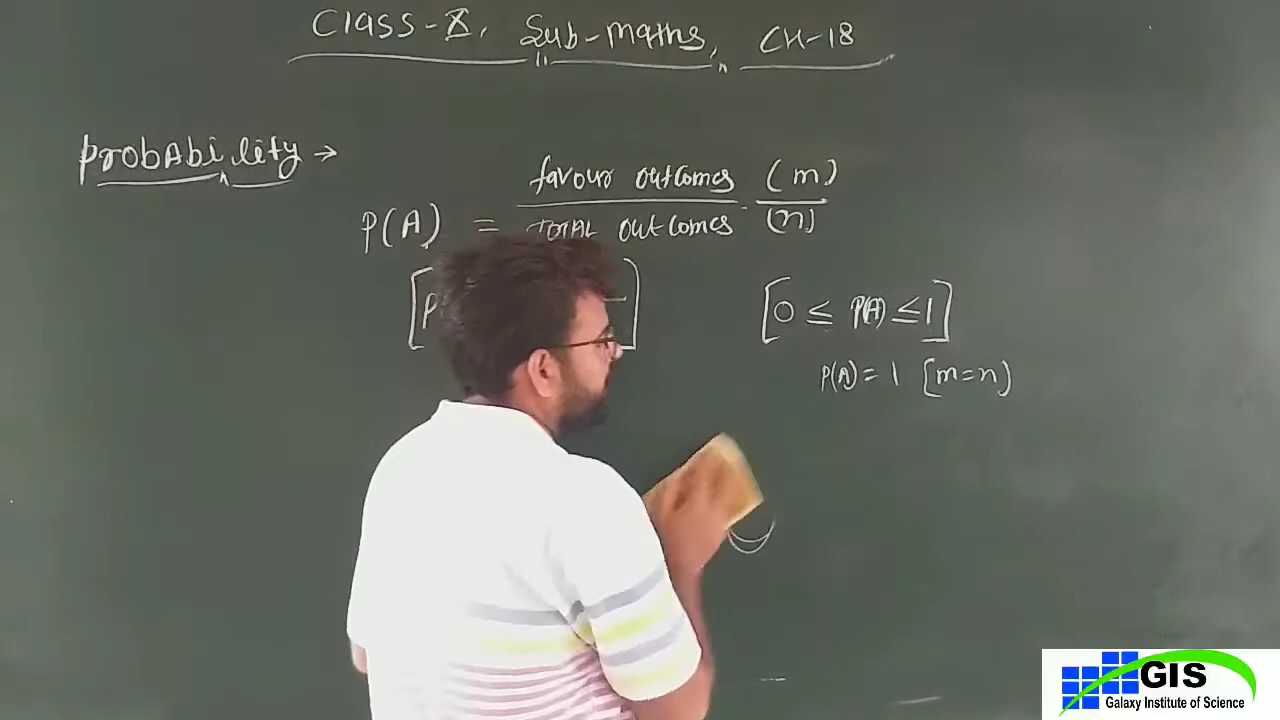 Class-X, Sub-maths, CH-18
probAbility →
favour outcomes (m)
P(A) = TOTAL outcomes (n)
[P
[0 ≤ P(A) ≤ 1]
P(A) = 1 [m=n]
GIS
Galaxy Institute of Science